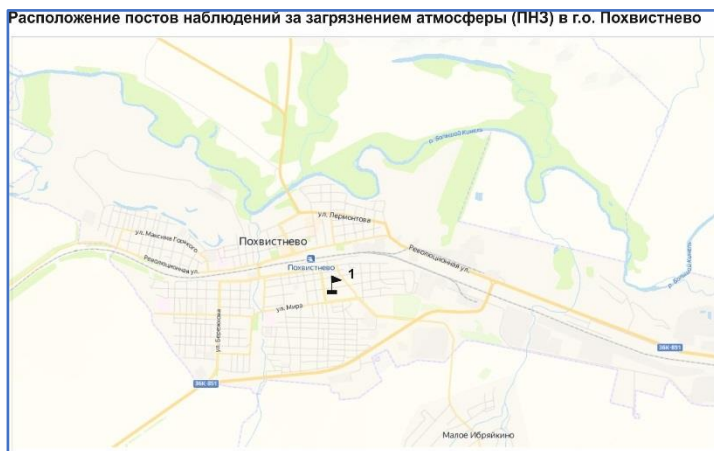 Расположение постов наблюдений за загрязнением атмосферы (ПНЗ) в г.о. Похвистнево
р. Большой Кинель
ул. Лермонтова
ул. Максима Горького
Похвистнево
Революционная ул.
Революционная ул.
Похвистнево
1
ул. Мира
ул. Бережкова
36К-851
36К-851
Малое Ибряйкино